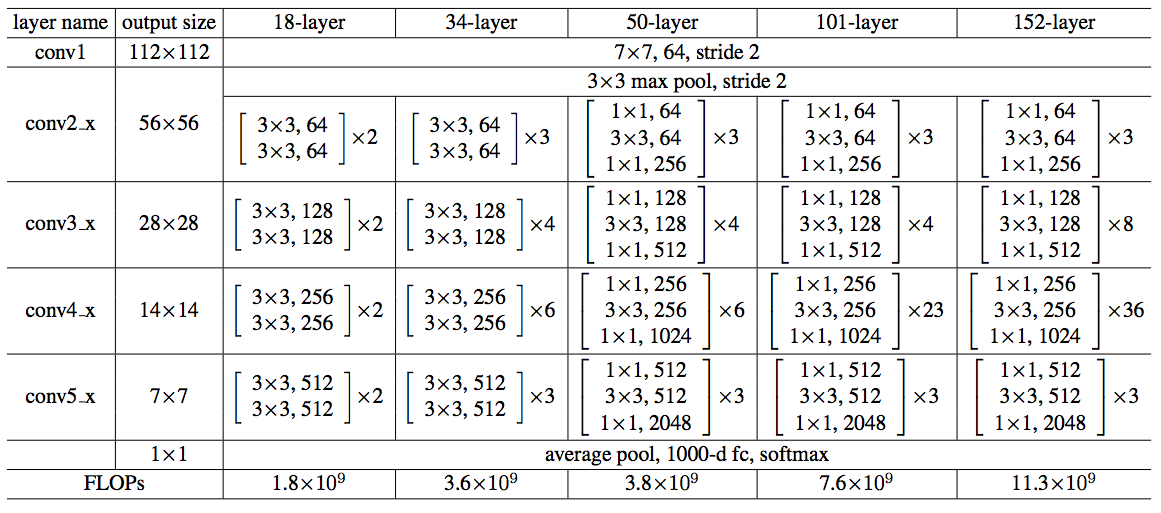 layer name output size 18-layer 34-layer 50-layer 101-layer 152-layer
conv1 112×112 7×7, 64, stride 2
3×3 max pool, stride 2
conv2_x 56×56 [3×3, 64 3×3, 64]×2 [3×3, 64 3×3, 64]×3 [1×1, 64 3×3, 64 1×1, 256]×3 [1×1, 64 3×3, 64 1×1, 256]×3 [1×1, 64 3×3, 64 1×1, 256]×3
conv3_x 28×28 [3×3, 128 3×3, 128]×2 [3×3, 128 3×3, 128]×4 [1×1, 128 3×3, 128 1×1, 512]×4 [1×1, 128 3×3, 128 1×1, 512]×4 [1×1, 128 3×3, 128 1×1, 512]×8
conv4_x 14×14 [3×3, 256 3×3, 256]×2 [3×3, 256 3×3, 256]×6 [1×1, 256 3×3, 256 1×1, 1024]×6 [1×1, 256 3×3, 256 1×1, 1024]×23 [1×1, 256 3×3, 256 1×1, 1024]×36
conv5_x 7×7 [3×3, 512 3×3, 512]×2 [3×3, 512 3×3, 512]×3 [1×1, 512 3×3, 512 1×1, 2048]×3 [1×1, 512 3×3, 512 1×1, 2048]×3 [1×1, 512 3×3, 512 1×1, 2048]×3
1×1 average pool, 1000-d fc, softmax
FLOPs 1.8×10⁹ 3.6×10⁹ 3.8×10⁹ 7.6×10⁹ 11.3×10⁹